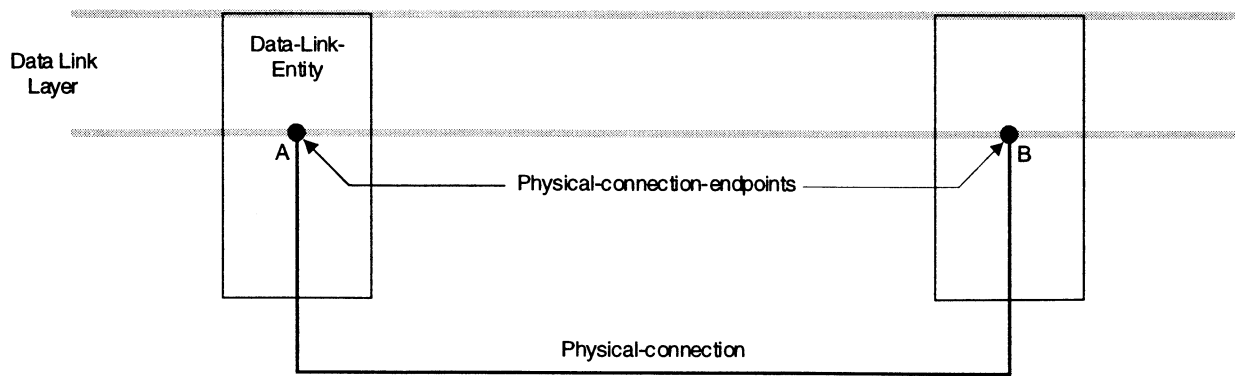 Data Link
Layer
Data-Link-
Entity
A
B
Physical-connection-endpoints
Physical-connection